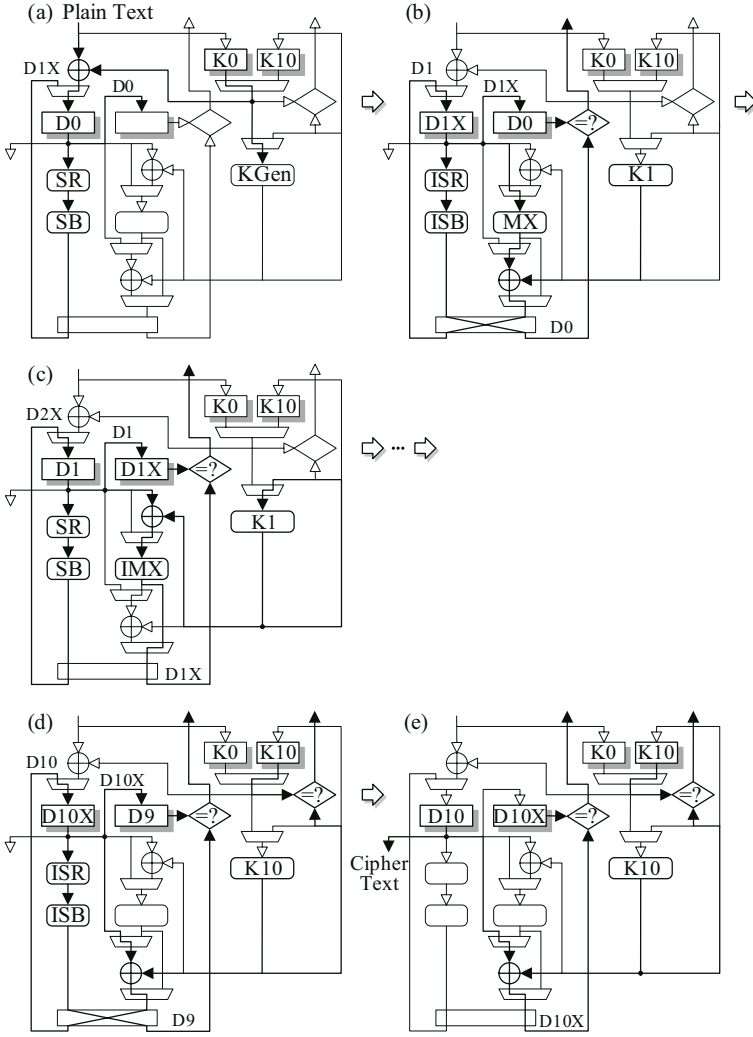 (a) Plain Text
D1X
K0 K10
D0
D0
SR
KGen
SB
(b)
D1
K0 K10
D1X
D1X
D0
=?
ISR
K1
ISB
MX
D0
(c)
D2X
K0 K10
D1
D1
D1X
=?
SR
K1
SB
IMX
D1X
...
(d)
D10
K0 K10
D10X
=?
D10X
D9
=?
ISR
K10
ISB
D9
(e)
K0 K10
=?
D10
D10X
=?
Cipher
Text
K10
D10X